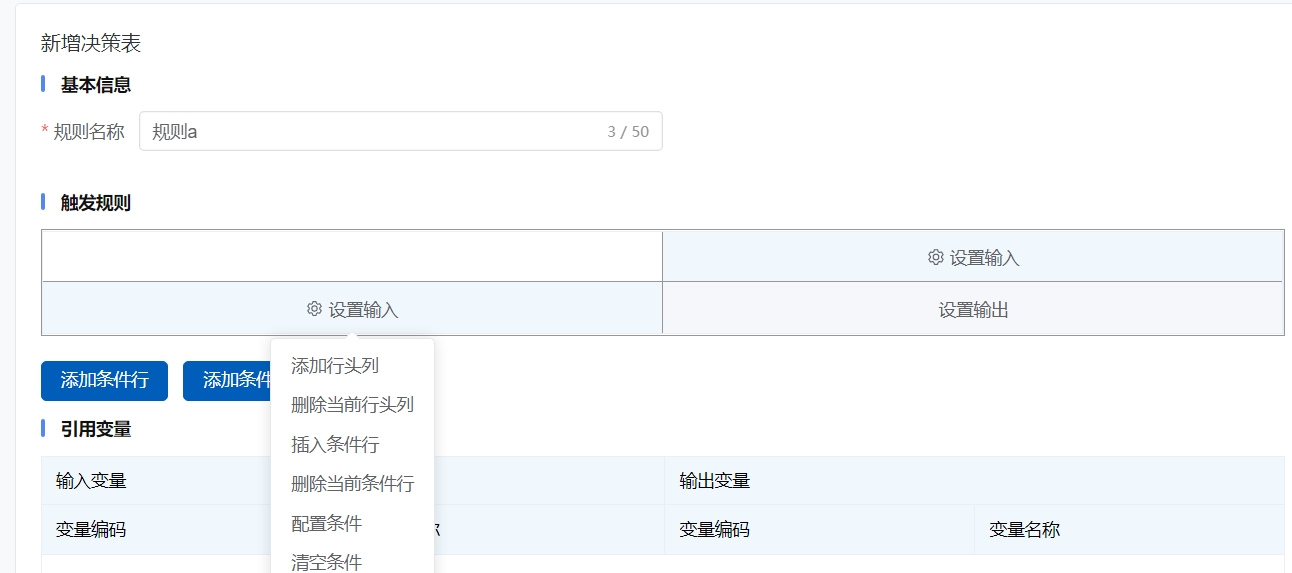 新增决策表
基本信息
* 规则名称 规则a 3 / 50
触发规则
设置输入
设置输入 设置输出
添加行头列
添加条件行 添加条件
删除当前行头列
引用变量
插入条件行
输入变量 删除当前条件行 输出变量
变量编码 配置条件 变量编码 变量名称
清空条件